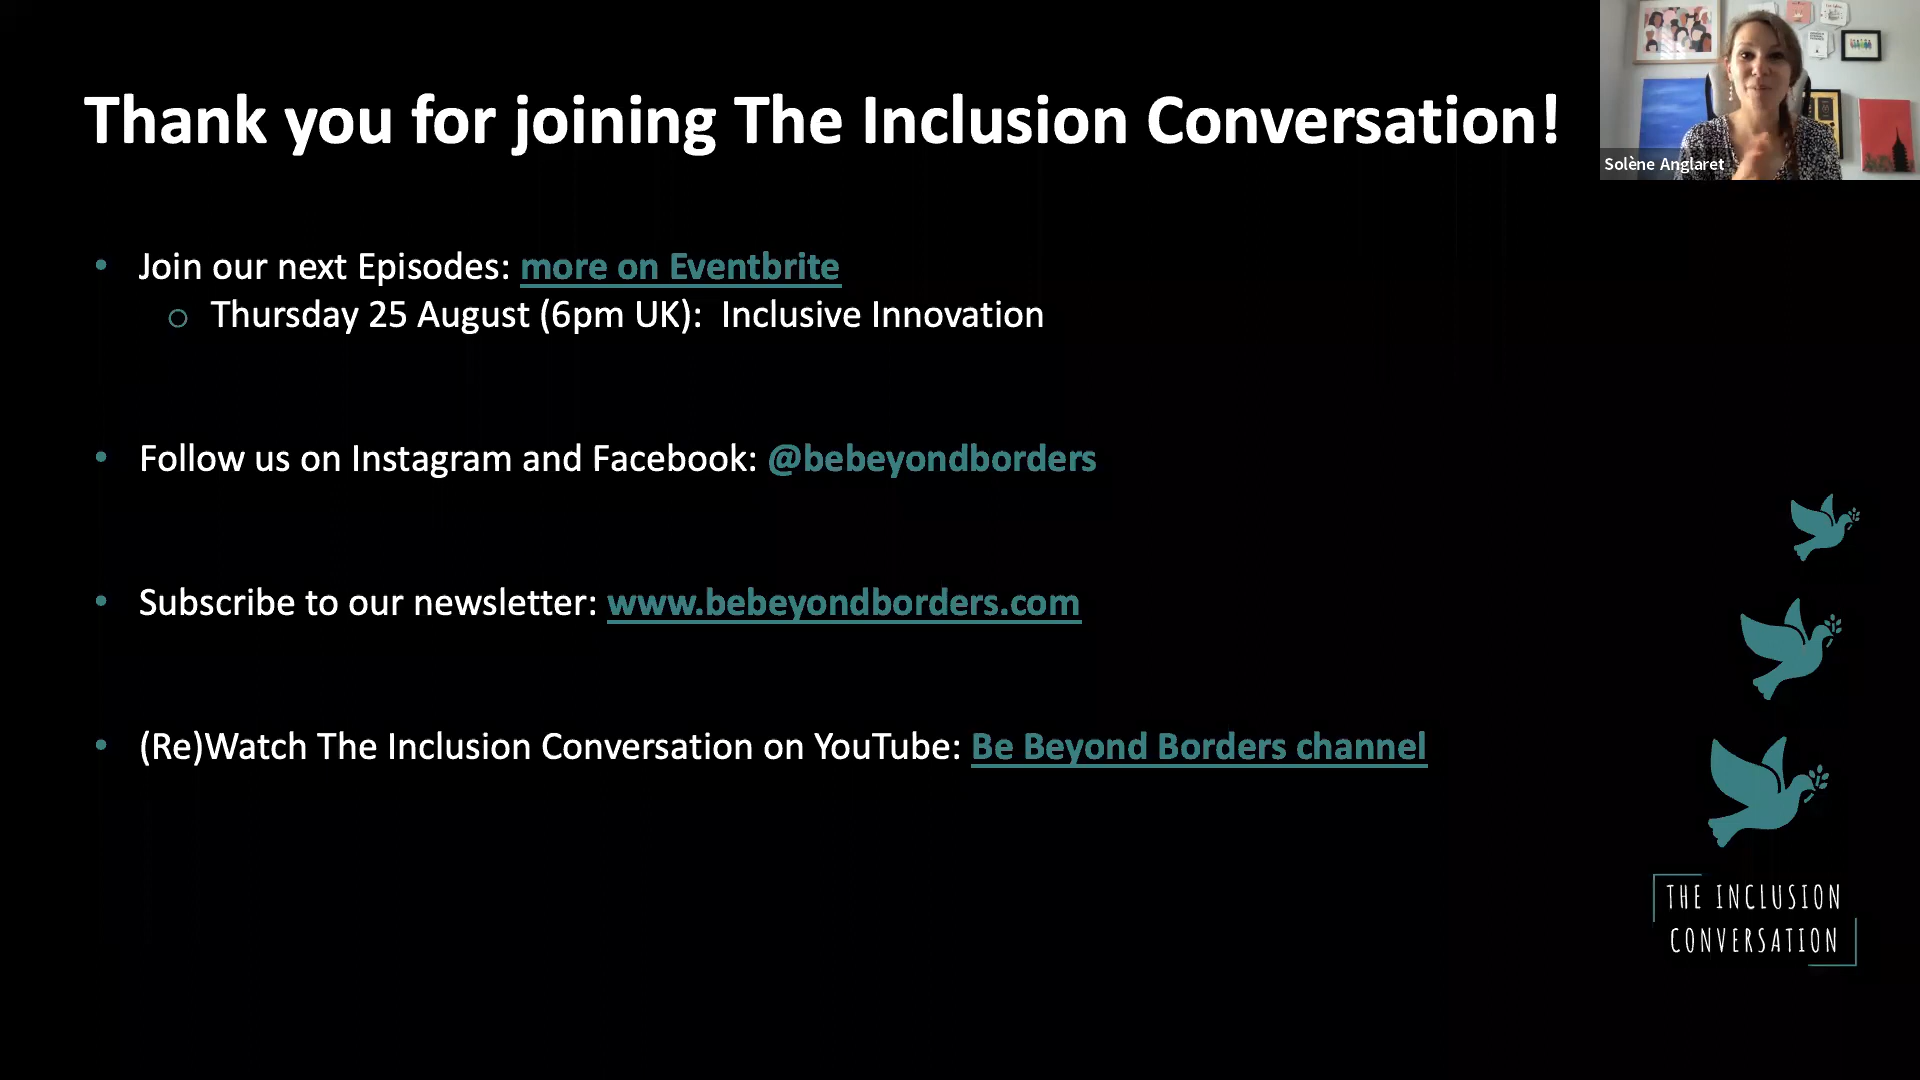 Thank you for joining The Inclusion Conversation!
Solène Anglaret
• Join our next Episodes: more on Eventbrite
o Thursday 25 August (6pm UK): Inclusive Innovation
• Follow us on Instagram and Facebook: @bebeyondborders
• Subscribe to our newsletter: www.bebeyondborders.com
• (Re)Watch The Inclusion Conversation on YouTube: Be Beyond Borders channel
THE INCLUSION
CONVERSATION